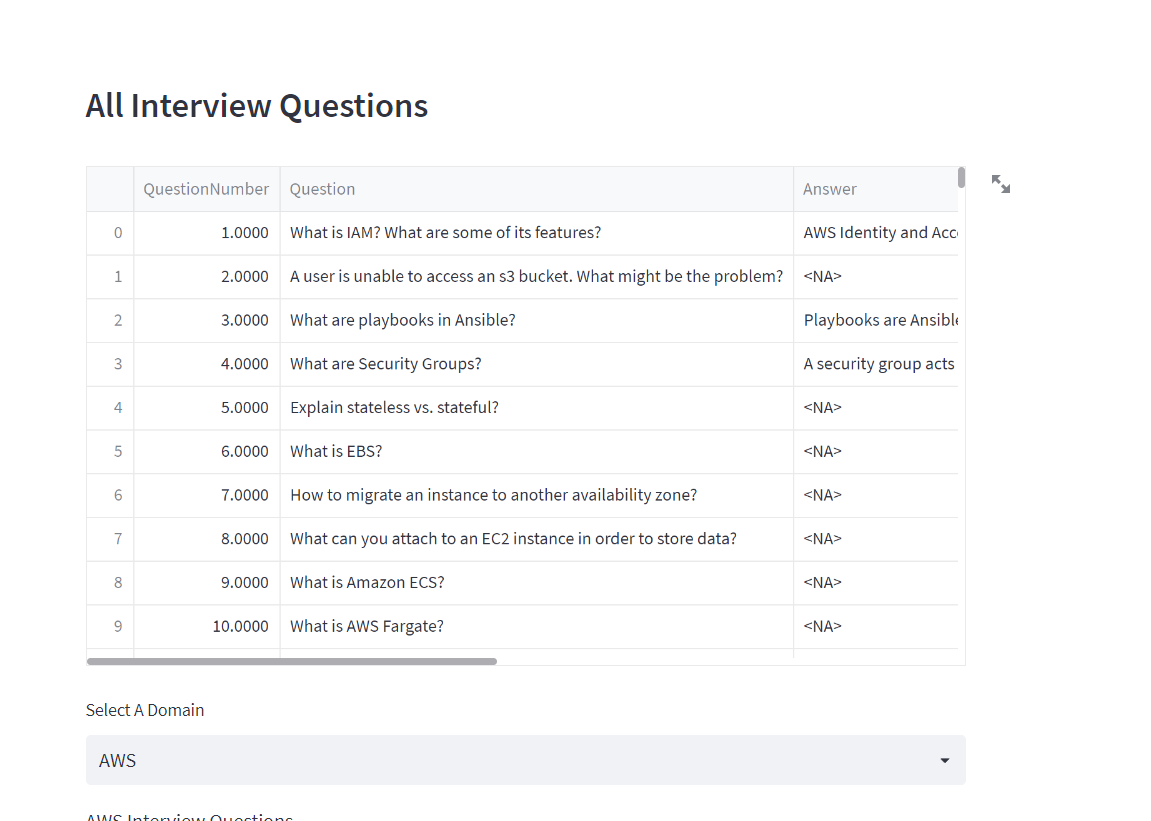 All Interview Questions
QuestionNumber Question Answer
0 1.0000 What is IAM? What are some of its features? AWS Identity and Acc
1 2.0000 A user is unable to access an s3 bucket. What might be the problem? <NA>
2 3.0000 What are playbooks in Ansible? Playbooks are Ansible
3 4.0000 What are Security Groups? A security group acts
4 5.0000 Explain stateless vs. stateful? <NA>
5 6.0000 What is EBS? <NA>
6 7.0000 How to migrate an instance to another availability zone? <NA>
7 8.0000 What can you attach to an EC2 instance in order to store data? <NA>
8 9.0000 What is Amazon ECS? <NA>
9 10.0000 What is AWS Fargate? <NA>
Select A Domain
AWS
AWS Interview Questions